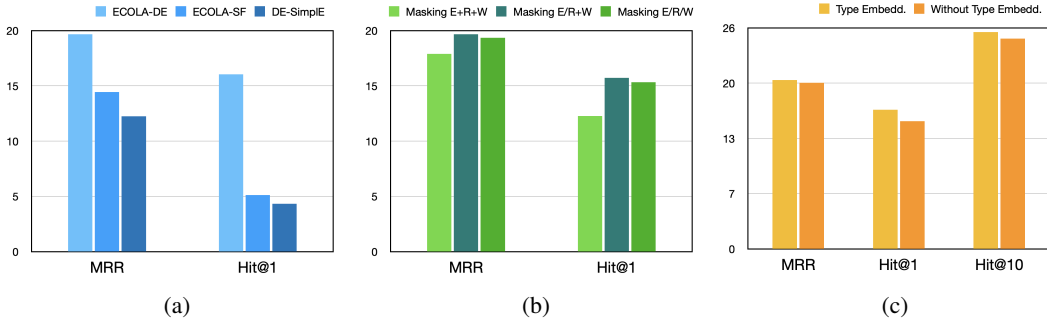 ECOLA-DE ECOLA-SF DE-SimplE
20
15
10
5
0
MRR Hit@1
(a)
Masking E+R+W Masking E/R+W Masking E/R/W
20
15
10
5
0
MRR Hit@1
(b)
Type Embedd. Without Type Embedd.
26
20
13
7
0
MRR Hit@1 Hit@10
(c)